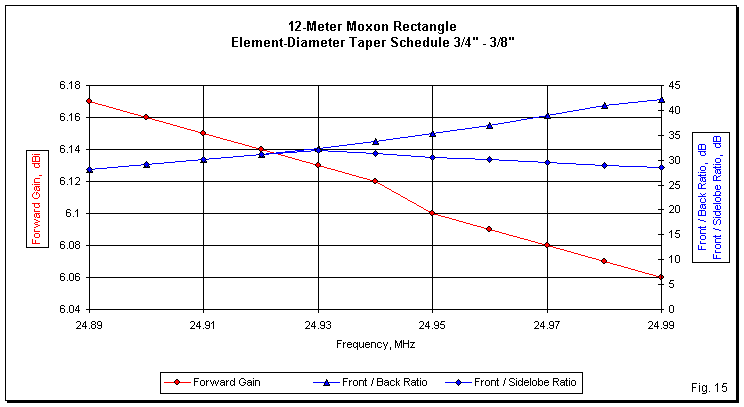 12-Meter Moxon Rectangle
Element-Diameter Taper Schedule 3/4" - 3/8"
6.18
6.16
6.14
6.12
6.1
6.08
6.06
6.04
Forward Gain, dBi
45
40
35
30
25
20
15
10
5
0
Front / Back Ratio, dB
Front / Sidelobe Ratio, dB
24.89
24.91
24.93
24.95
24.97
24.99
Frequency, MHz
Forward Gain
Front / Back Ratio
Front / Sidelobe Ratio
Fig. 15